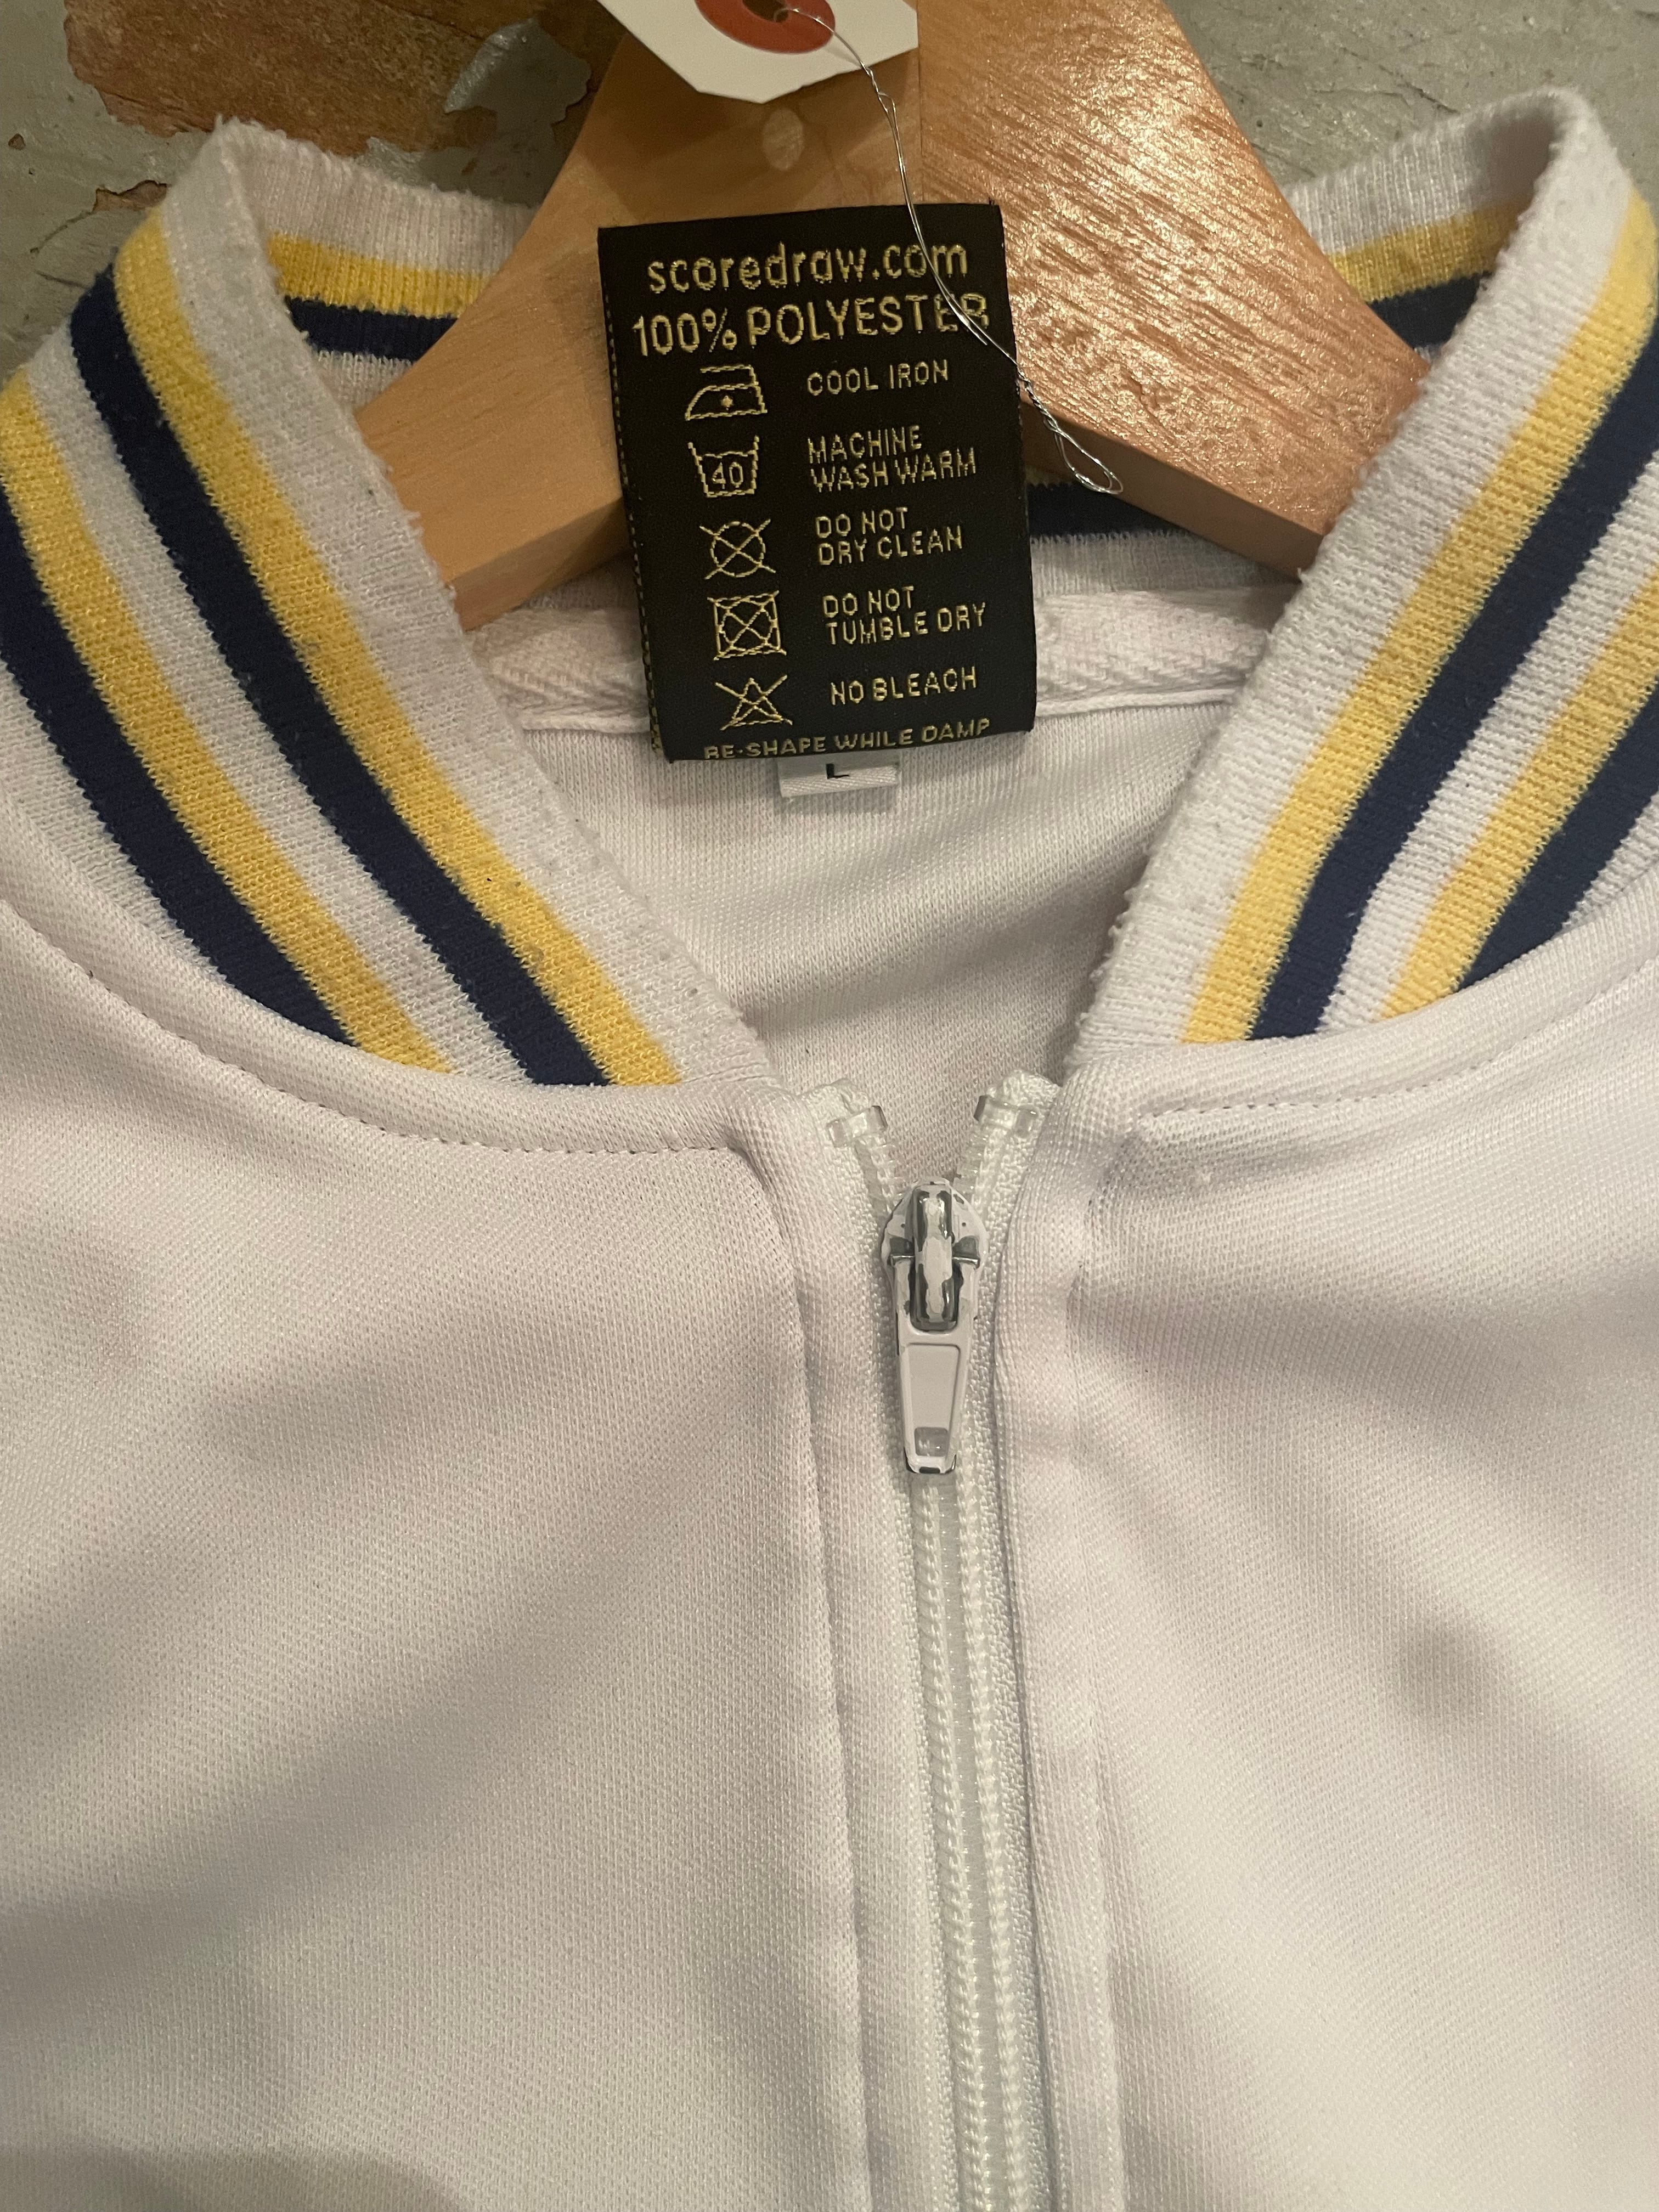 scoredraw.com
100% POLYESTER
COOL IRON
40
MACHINE
WASH WARM
DO NOT
DRY CLEAN
DO NOT
TUMBLE DRY
NO BLEACH
RE-SHAPE WHILE DAMP
L